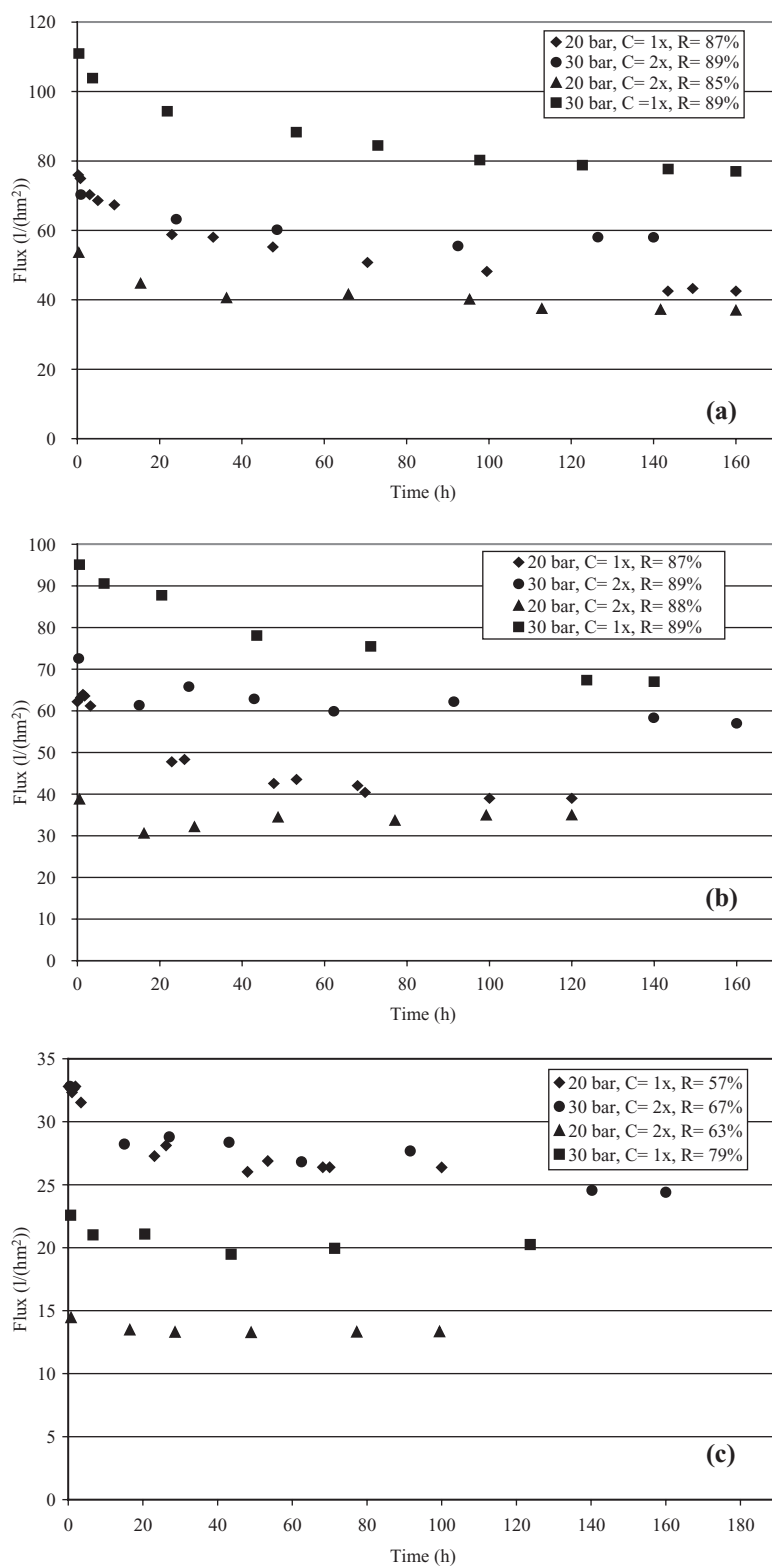 120
100
80
60
40
20
0
Flux (l/(hm²))
20 bar, C= 1x, R= 87%
30 bar, C= 2x, R= 89%
20 bar, C= 2x, R= 85%
30 bar, C =1x, R= 89%
(a)
0 20 40 60 80 100 120 140 160
Time (h)
100
90
80
70
60
50
40
30
20
10
0
Flux (l/(hm²))
20 bar, C= 1x, R= 87%
30 bar, C= 2x, R= 89%
20 bar, C= 2x, R= 88%
30 bar, C= 1x, R= 89%
(b)
0 20 40 60 80 100 120 140 160
Time (h)
35
30
25
20
15
10
5
0
Flux (l/(hm²))
20 bar, C= 1x, R= 57%
30 bar, C= 2x, R= 67%
20 bar, C= 2x, R= 63%
30 bar, C= 1x, R= 79%
(c)
0 20 40 60 80 100 120 140 160 180
Time (h)